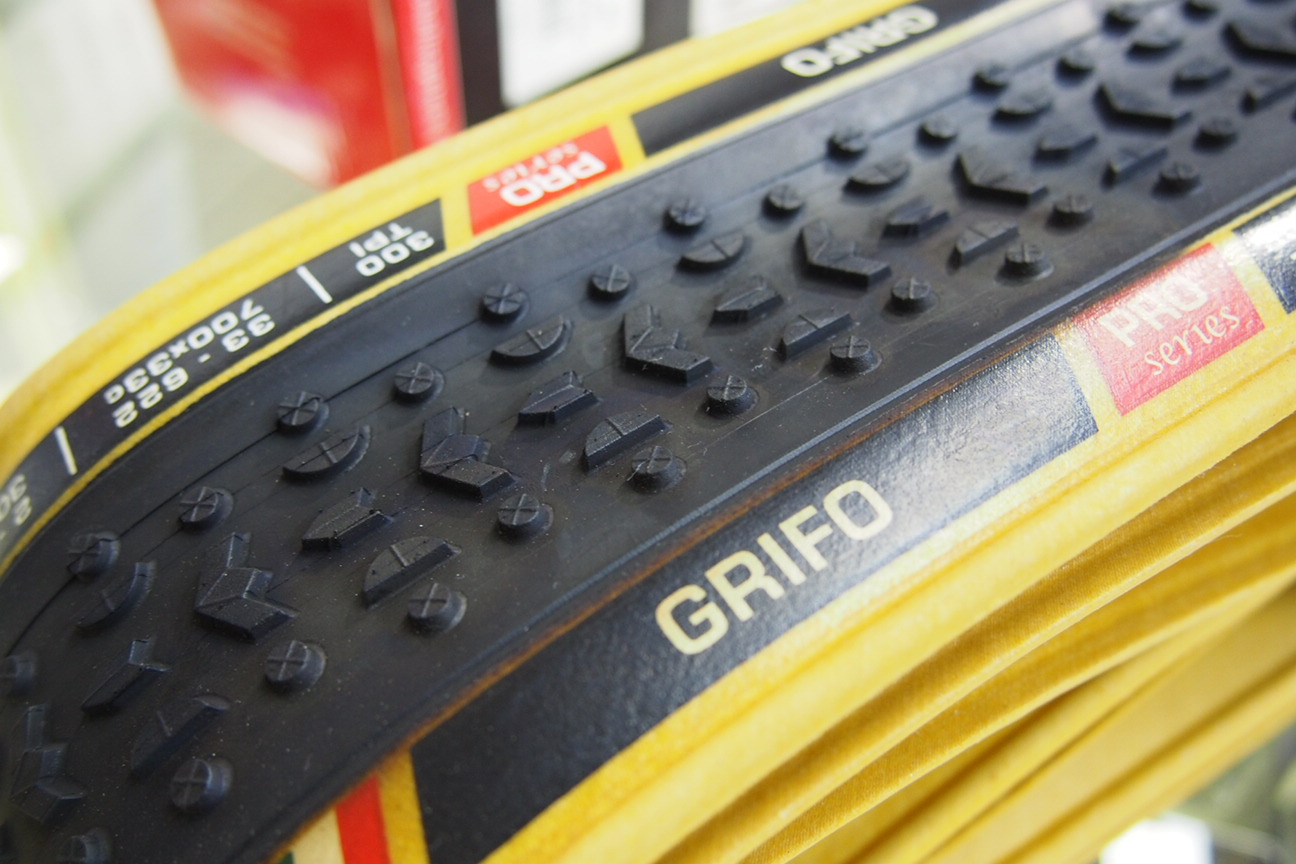 GRIFO
PRO
series
300
TPI
33 - 622
700x33c
PRO
series
GRIFO